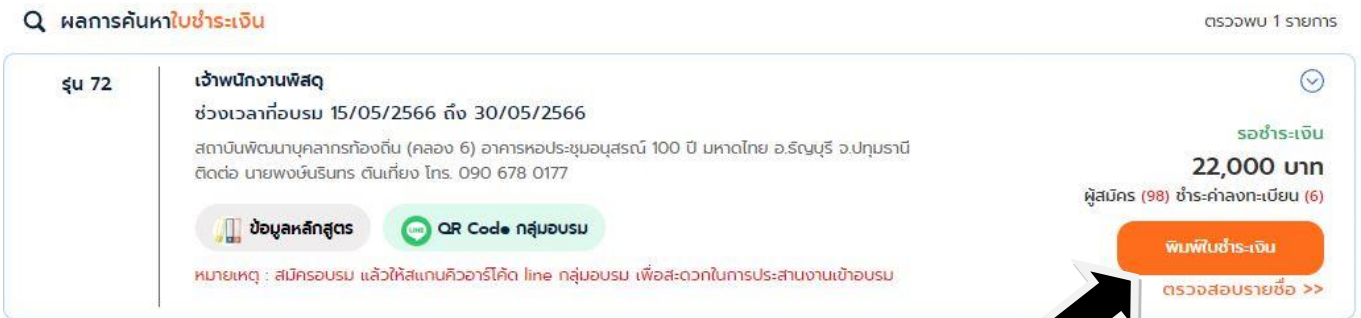 ผลการค้นหาใบชำระเงิน
ตรวจพบ 1 รายการ
รุ่น 72
เจ้าพนักงานพัสดุ
ช่วงเวลาที่อบรม 15/05/2566 ถึง 30/05/2566
สถาบันพัฒนาบุคลากรท้องถิ่น (คลอง 6) อาคารหอประชุมอนุสรณ์ 100 ปี มหาดไทย อ.ธัญบุรี จ.ปทุมธานี
ติดต่อ นายพงษ์นรินทร ตันเกี่ยง โทร. 090 678 0177
ข้อมูลหลักสูตร
LINE
QR Code กลุ่มอบรม
หมายเหตุ : สมัครอบรม แล้วให้สแกนคิวอาร์โค้ด line กลุ่มอบรม เพื่อสะดวกในการประสานงานเข้าอบรม
รอชำระเงิน
22,000 บาท
ผู้สมัคร (98) ชำระค่าลงทะเบียน (6)
พิมพ์ใบชำระเงิน
ตรวจสอบรายชื่อ >>